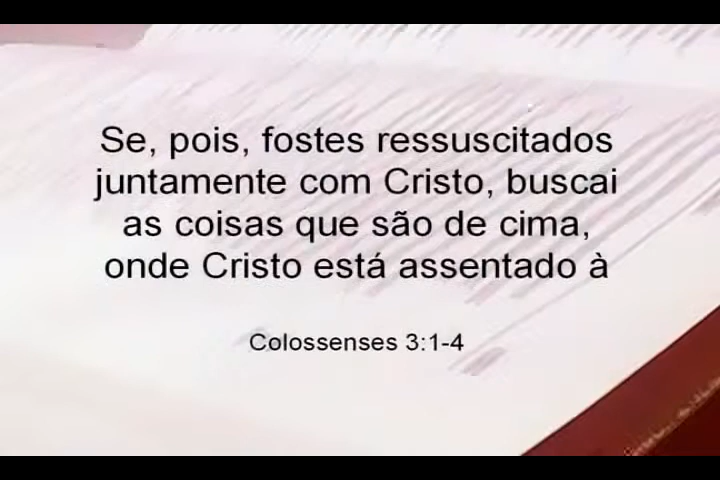 Se, pois, fostes ressuscitados
juntamente com Cristo, buscai
as coisas que são de cima,
onde Cristo está assentado à
Colossenses 3:1-4